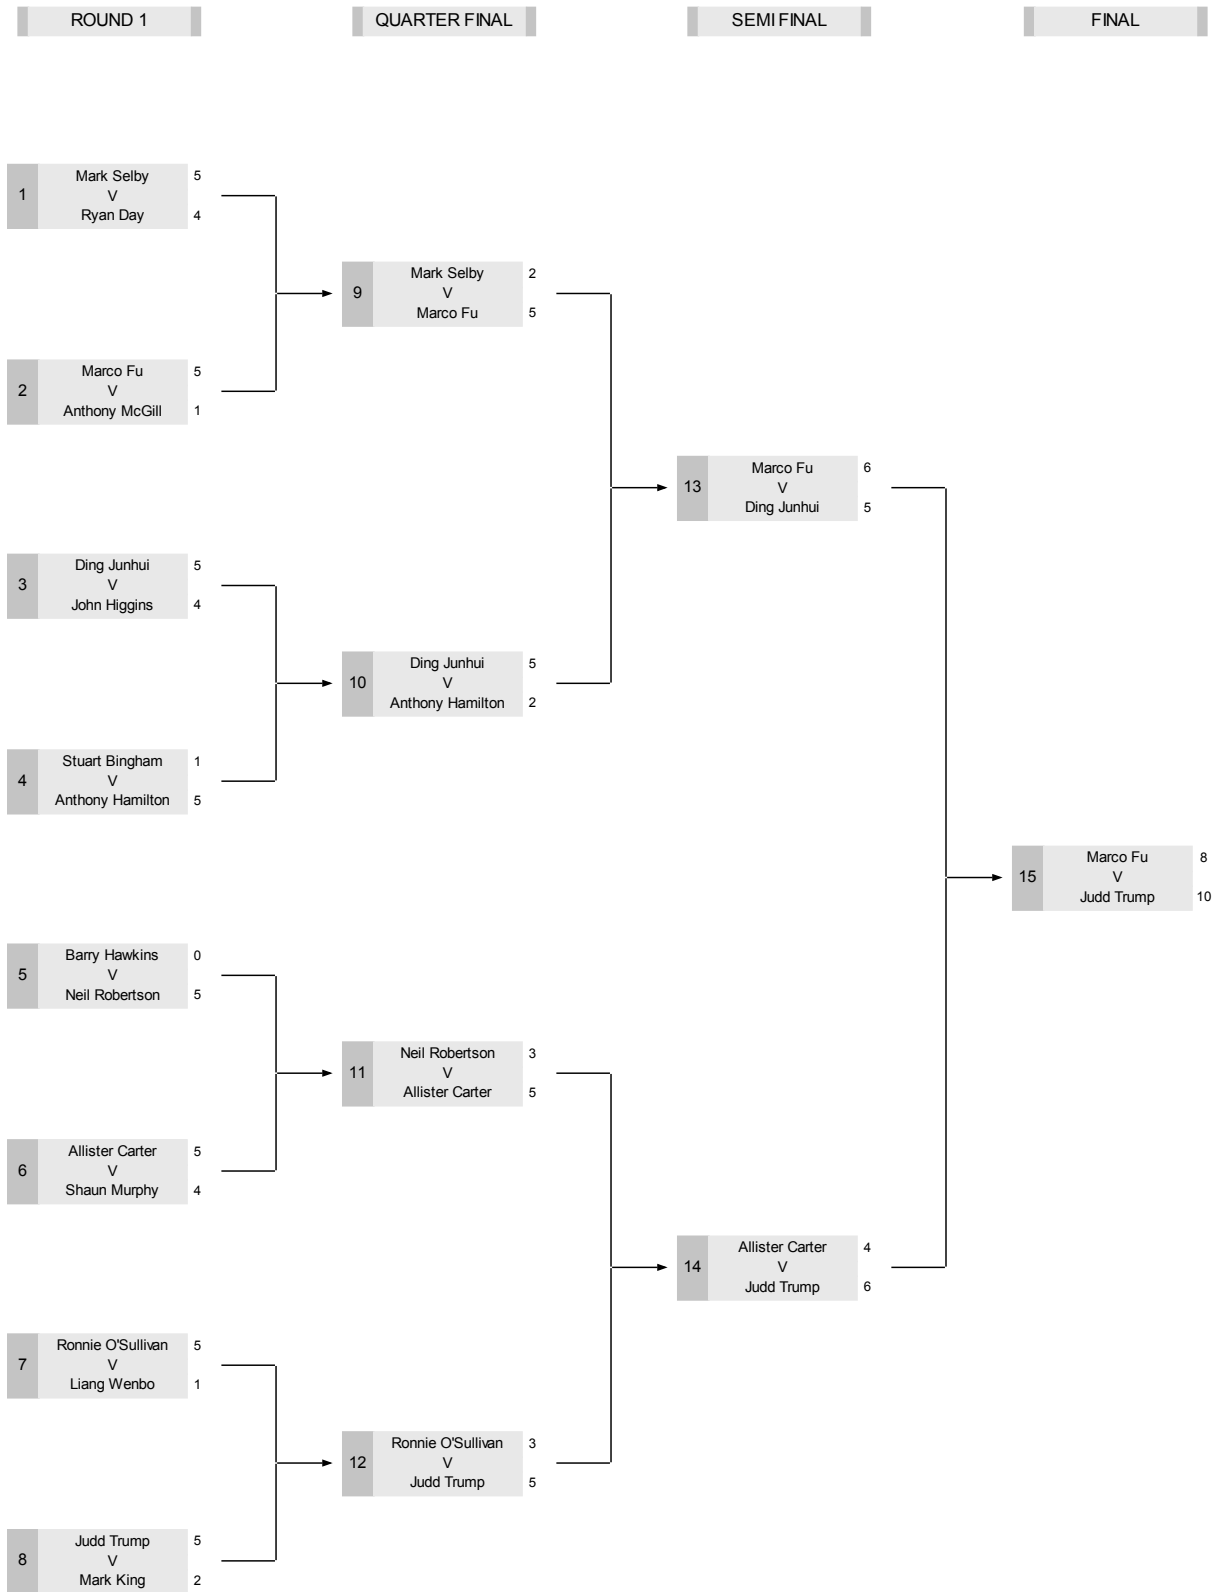 ROUND 1
QUARTER FINAL
SEMI FINAL
FINAL
1
Mark Selby 5
V
Ryan Day 4
2
Marco Fu 5
V
Anthony McGill 1
3
Ding Junhui 5
V
John Higgins 4
4
Stuart Bingham 1
V
Anthony Hamilton 5
5
Barry Hawkins 0
V
Neil Robertson 5
6
Allister Carter 5
V
Shaun Murphy 4
7
Ronnie O'Sullivan 5
V
Liang Wenbo 1
8
Judd Trump 5
V
Mark King 2
9
Mark Selby 2
V
Marco Fu 5
10
Ding Junhui 5
V
Anthony Hamilton 2
11
Neil Robertson 3
V
Allister Carter 5
12
Ronnie O'Sullivan 3
V
Judd Trump 5
13
Marco Fu 6
V
Ding Junhui 5
14
Allister Carter 4
V
Judd Trump 6
15
Marco Fu 8
V
Judd Trump 10